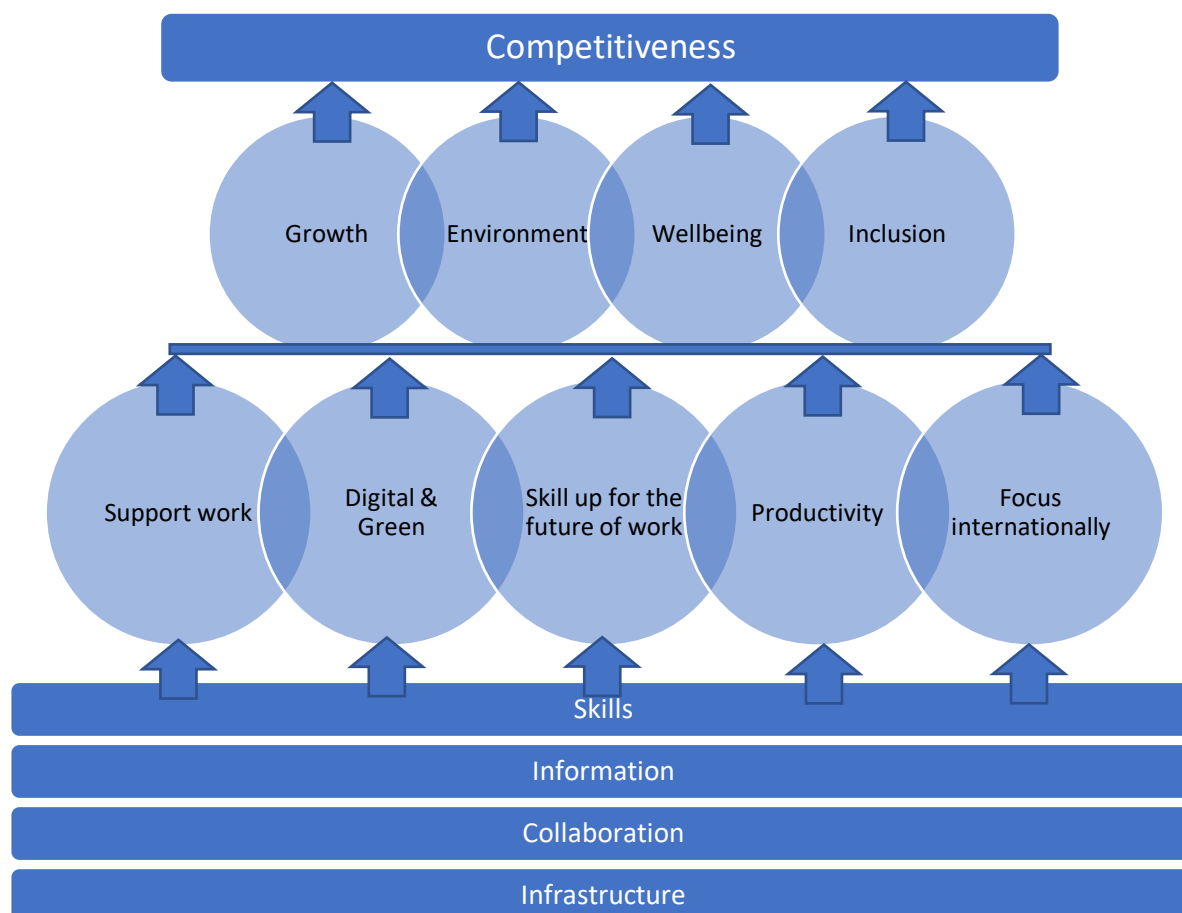 Competitiveness
Growth
Environment
Wellbeing
Inclusion
Support work
Digital &
Green
Skill up for the
future of work
Productivity
Focus
internationally
Skills
Information
Collaboration
Infrastructure